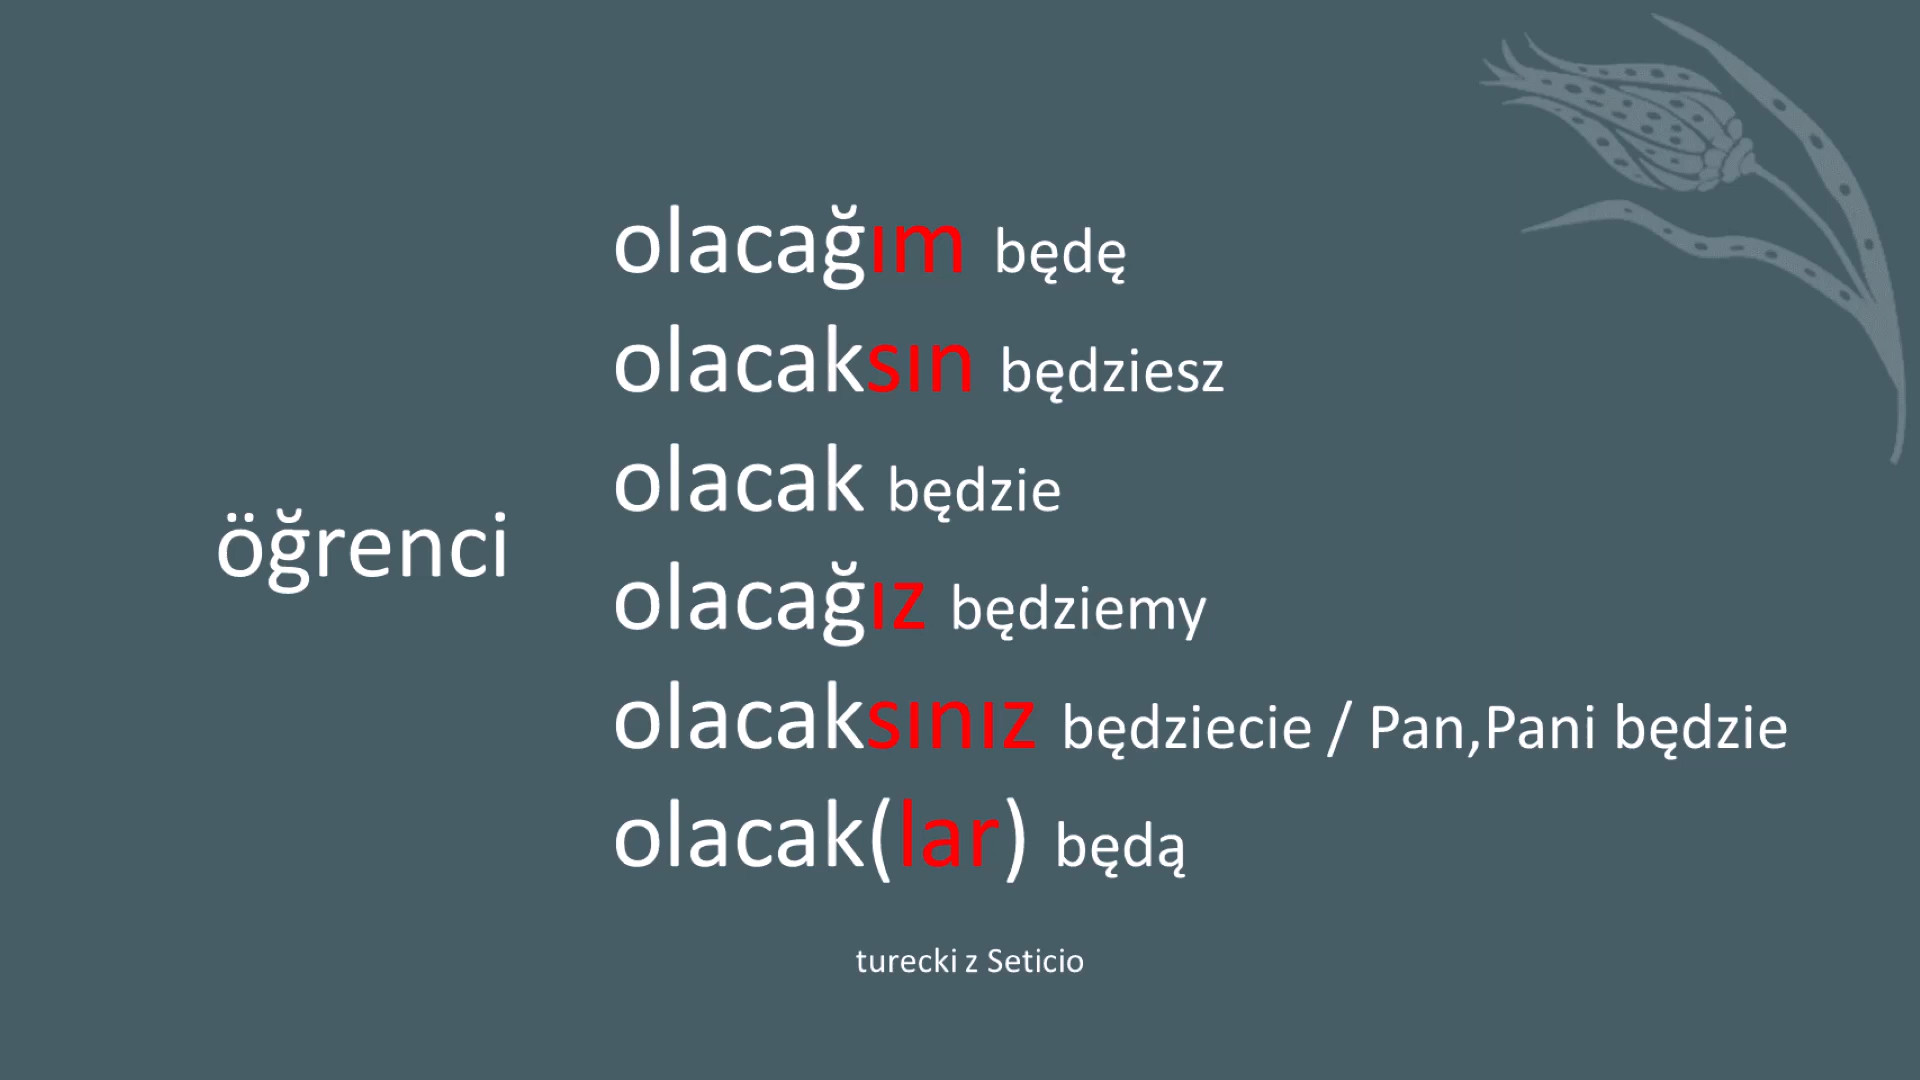 öğrenci
olacağım będę
olacaksın będziesz
olacak będzie
olacağız będziemy
olacaksınız będziecie / Pan,Pani będzie
olacak(lar) będą
turecki z Seticio